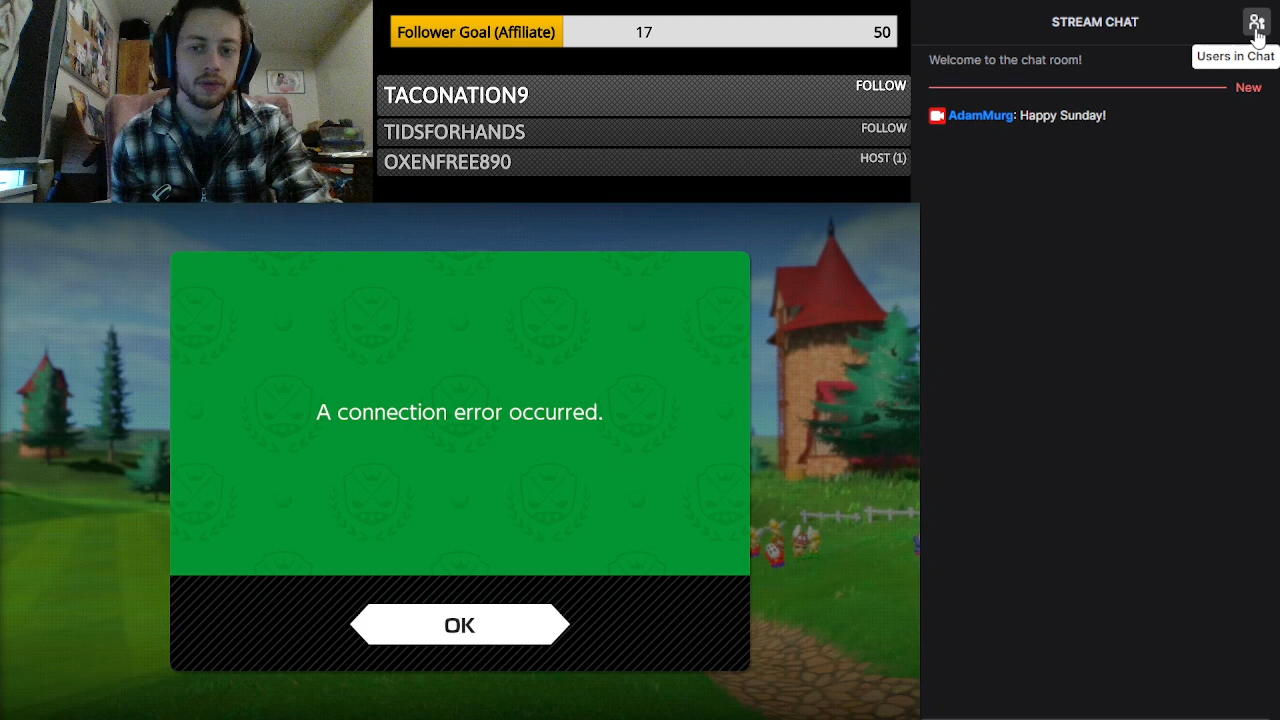 Follower Goal (Affiliate) 17 50
TACONATION9 FOLLOW
TIDSFORHANDS FOLLOW
OXENFREE890 HOST (1)
STREAM CHAT
Users in Chat
Welcome to the chat room!
New
AdamMurg: Happy Sunday!
A connection error occurred.
OK